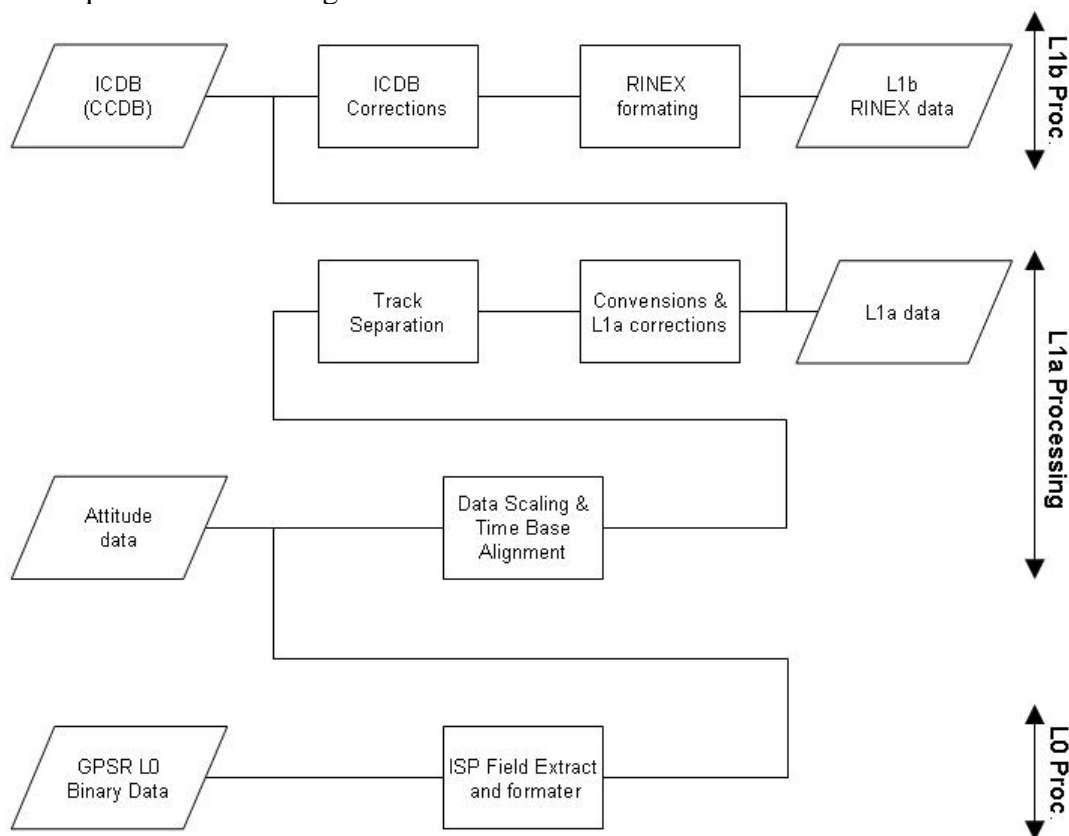 ICDB
(CCDB)
ICDB
Corrections
RINEX
formating
L1b
RINEX data
L1b Proc.
Track
Separation
Convensions &
L1a corrections
L1a data
L1a Processing
Attitude
data
Data Scaling &
Time Base
Alignment
GPSR L0
Binary Data
ISP Field Extract
and formater
L0 Proc.